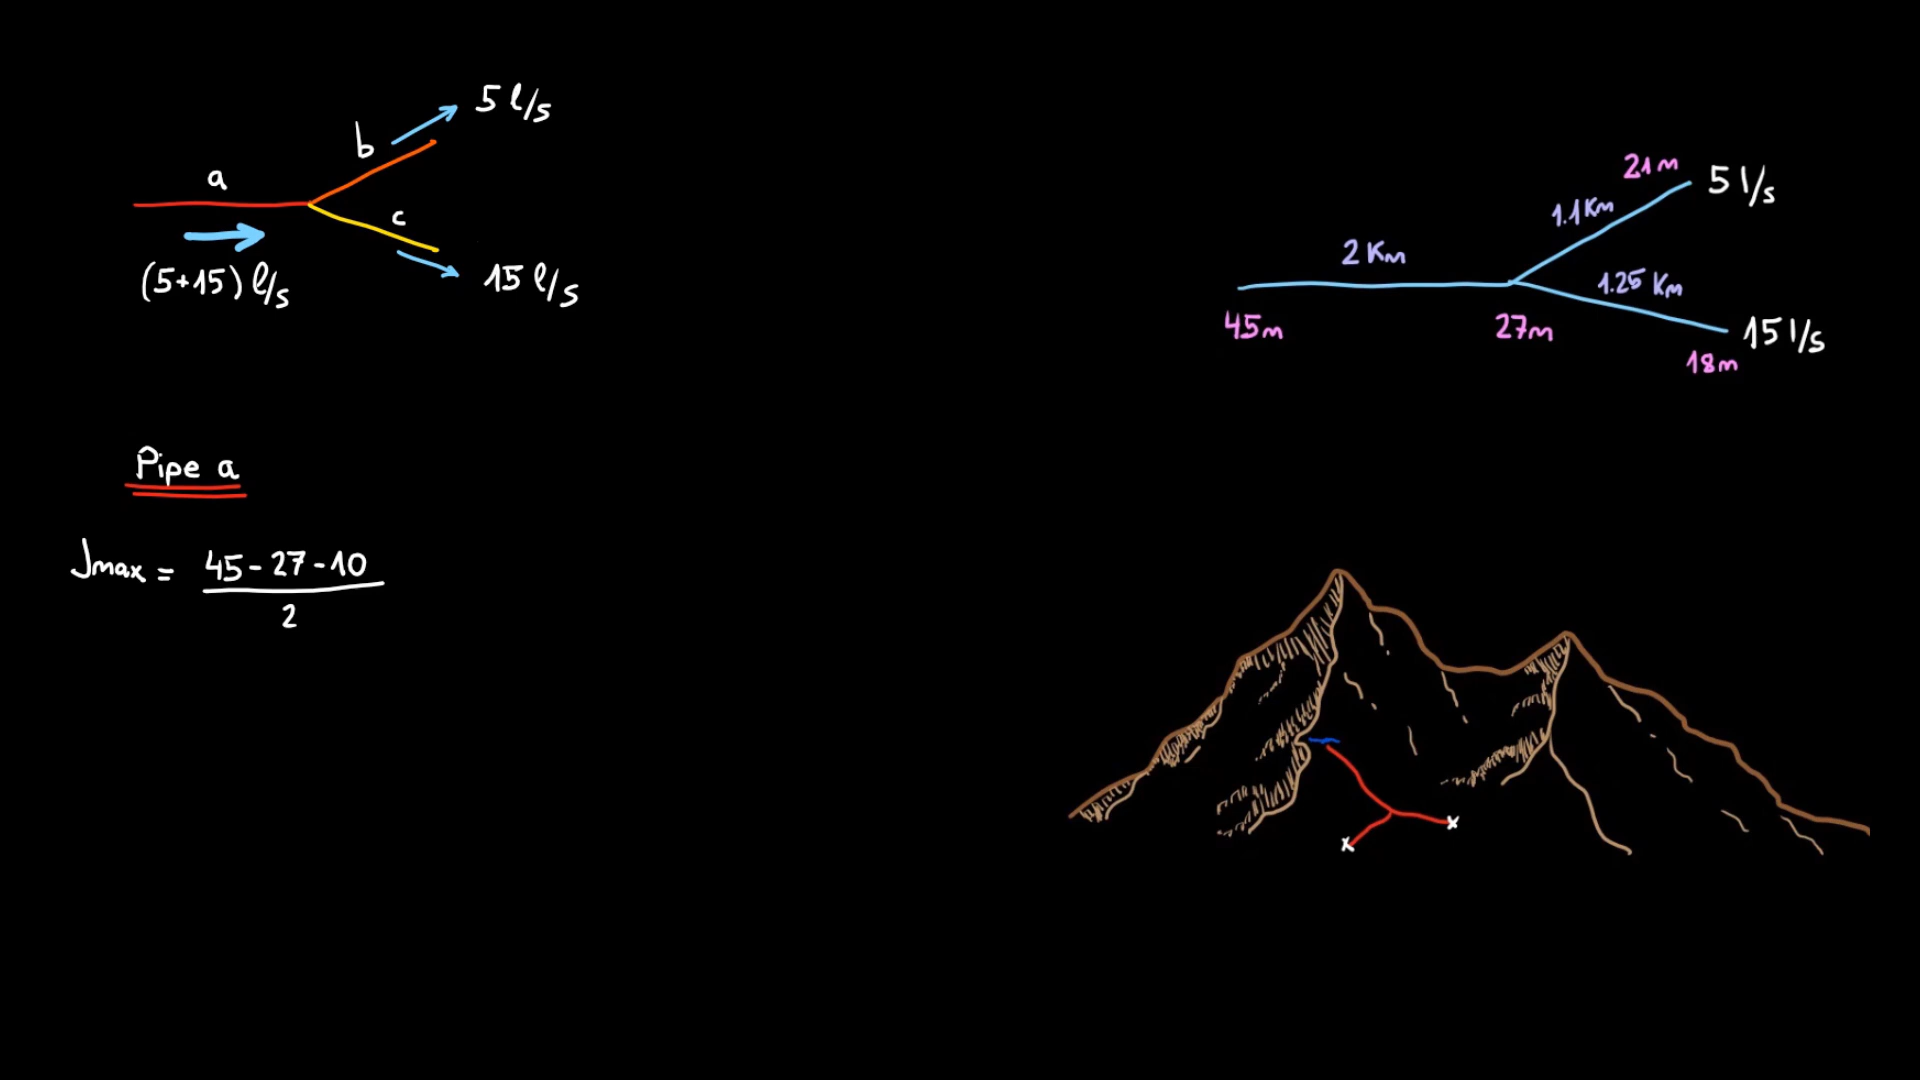 5 l/s
b
a
c
(5+15) l/s
15 l/s
21m
5 l/s
1.1 Km
2 Km
1.25 Km
45m
27m
15 l/s
18m
Pipe a
Jmax = 45 - 27 - 10
2
x
x